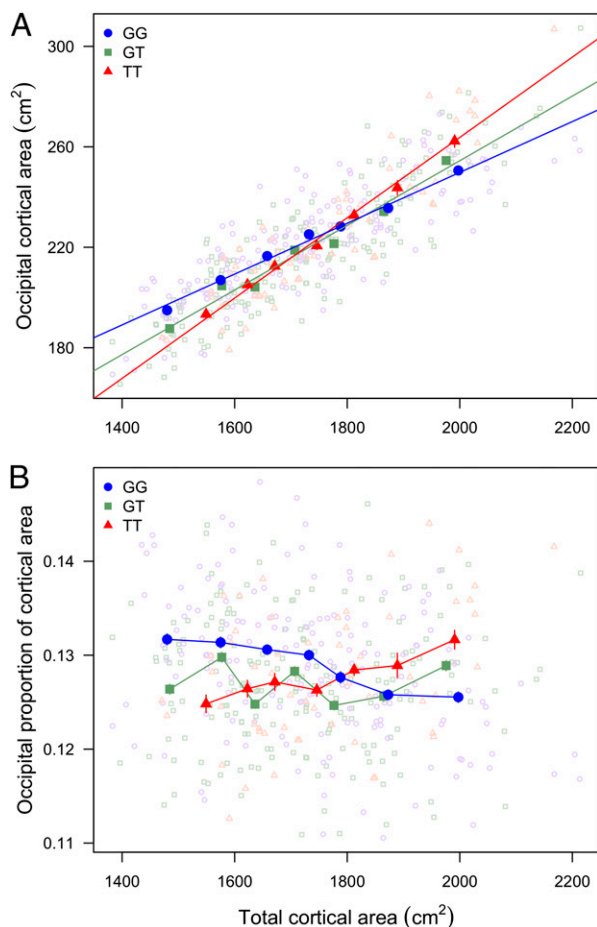 A
GG
GT
TT
Occipital cortical area (cm²)
300
260
220
180
1400 1600 1800 2000 2200
B
GG
GT
TT
Occipital proportion of cortical area
0.14
0.13
0.12
0.11
1400 1600 1800 2000 2200
Total cortical area (cm²)